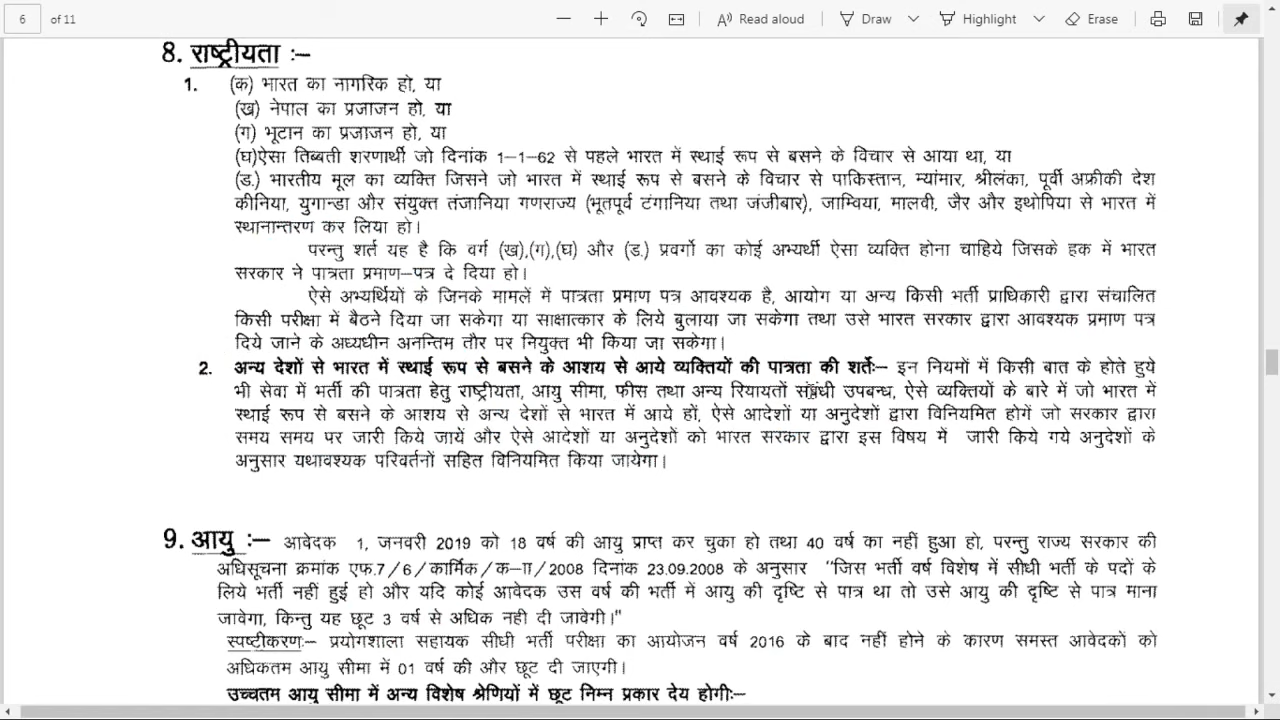 6 of 11 Read aloud Draw Highlight Erase
8. राष्ट्रीयता :–
1. (क) भारत का नागरिक हो, या
(ख) नेपाल का प्रजाजन हो, या
(ग) भूटान का प्रजाजन हो, या
(घ)ऐसा तिब्बती शरणार्थी जो दिनांक 1–1–62 से पहले भारत में स्थाई रूप से बसने के विचार से आया था, या
(ड.) भारतीय मूल का व्यक्ति जिसने जो भारत में स्थाई रूप से बसने के विचार से पाकिस्तान, म्यांमार, श्रीलंका, पूर्वी अफ्रीकी देश
कीनिया, युगान्डा और संयुक्त तंजानिया गणराज्य (भूतपूर्व टंगानिया तथा जंजीबार), जाम्विया, मालवी, जैर और इथोपिया से भारत में
स्थानान्तरण कर लिया हो।
परन्तु शर्त यह है कि वर्ग (ख),(ग),(घ) और (ड.) प्रवर्गो का कोई अभ्यर्थी ऐसा व्यक्ति होना चाहिये जिसके हक में भारत
सरकार ने पात्रता प्रमाण–पत्र दे दिया हो।
ऐसे अभ्यर्थियों के जिनके मामलें में पात्रता प्रमाण पत्र आवश्यक है, आयोग या अन्य किसी भर्ती प्राधिकारी द्वारा संचालित
किसी परीक्षा में बैठने दिया जा सकेगा या साक्षात्कार के लिये बुलाया जा सकेगा तथा उसे भारत सरकार द्वारा आवश्यक प्रमाण पत्र
दिये जाने के अध्यधीन अनन्तिम तौर पर नियुक्त भी किया जा सकेगा।
2. अन्य देशों से भारत में स्थाई रूप से बसने के आशय से आये व्यक्तियों की पात्रता की शर्तेः– इन नियमों में किसी बात के होते हुये
भी सेवा में भर्ती की पात्रता हेतु राष्ट्रीयता, आयु सीमा, फीस तथा अन्य रियायतों संबंधी उपबन्ध, ऐसे व्यक्तियों के बारे में जो भारत में
स्थाई रूप से बसने के आशय से अन्य देशों से भारत में आये हों, ऐसे आदेशों या अनुदेशों द्वारा विनियमित होगें जो सरकार द्वारा
समय समय पर जारी किये जायें और ऐसे आदेशों या अनुदेशों को भारत सरकार द्वारा इस विषय में जारी किये गये अनुदेशों के
अनुसार यथावश्यक परिवर्तनों सहित विनियमित किया जायेगा।
9. आयु :– आवेदक 1, जनवरी 2019 को 18 वर्ष की आयु प्राप्त कर चुका हो तथा 40 वर्ष का नहीं हुआ हो, परन्तु राज्य सरकार की
अधिसूचना क्रमांक एफ.7/6/कार्मिक/क–II/2008 दिनांक 23.09.2008 के अनुसार "जिस भर्ती वर्ष विशेष में सीधी भर्ती के पदों के
लिये भर्ती नहीं हुई हो और यदि कोई आवेदक उस वर्ष की भर्ती में आयु की दृष्टि से पात्र था तो उसे आयु की दृष्टि से पात्र माना
जावेगा, किन्तु यह छूट 3 वर्ष से अधिक नही दी जावेगी।"
स्पष्टीकरणः– प्रयोगशाला सहायक सीधी भर्ती परीक्षा का आयोजन वर्ष 2016 के बाद नहीं होने के कारण समस्त आवेदकों को
अधिकतम आयु सीमा में 01 वर्ष की और छूट दी जाएगी।
उच्चतम आयु सीमा में अन्य विशेष श्रेणियों में छूट निम्न प्रकार देय होगीः–